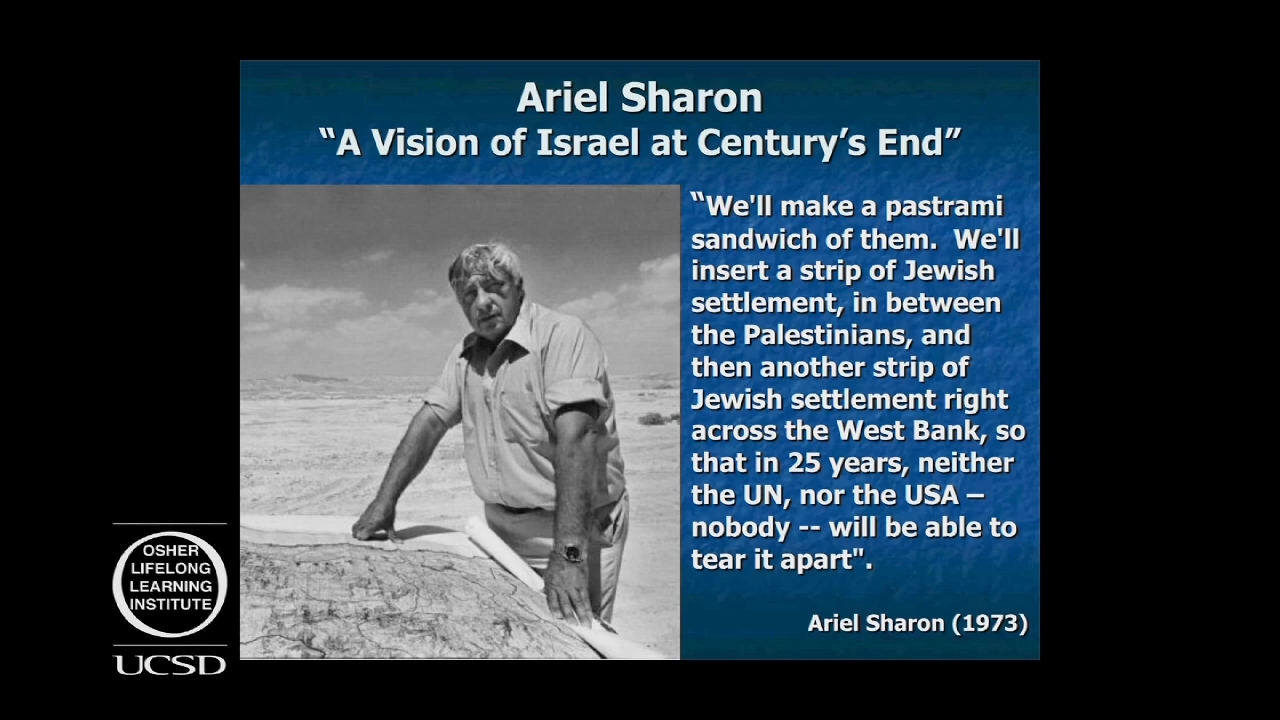 Ariel Sharon
“A Vision of Israel at Century’s End”
“We'll make a pastrami
sandwich of them.  We'll
insert a strip of Jewish
settlement, in between
the Palestinians, and
then another strip of
Jewish settlement right
across the West Bank, so
that in 25 years, neither
the UN, nor the USA –
nobody -- will be able to
tear it apart".
Ariel Sharon (1973)
OSHER
LIFELONG
LEARNING
INSTITUTE
UCSD